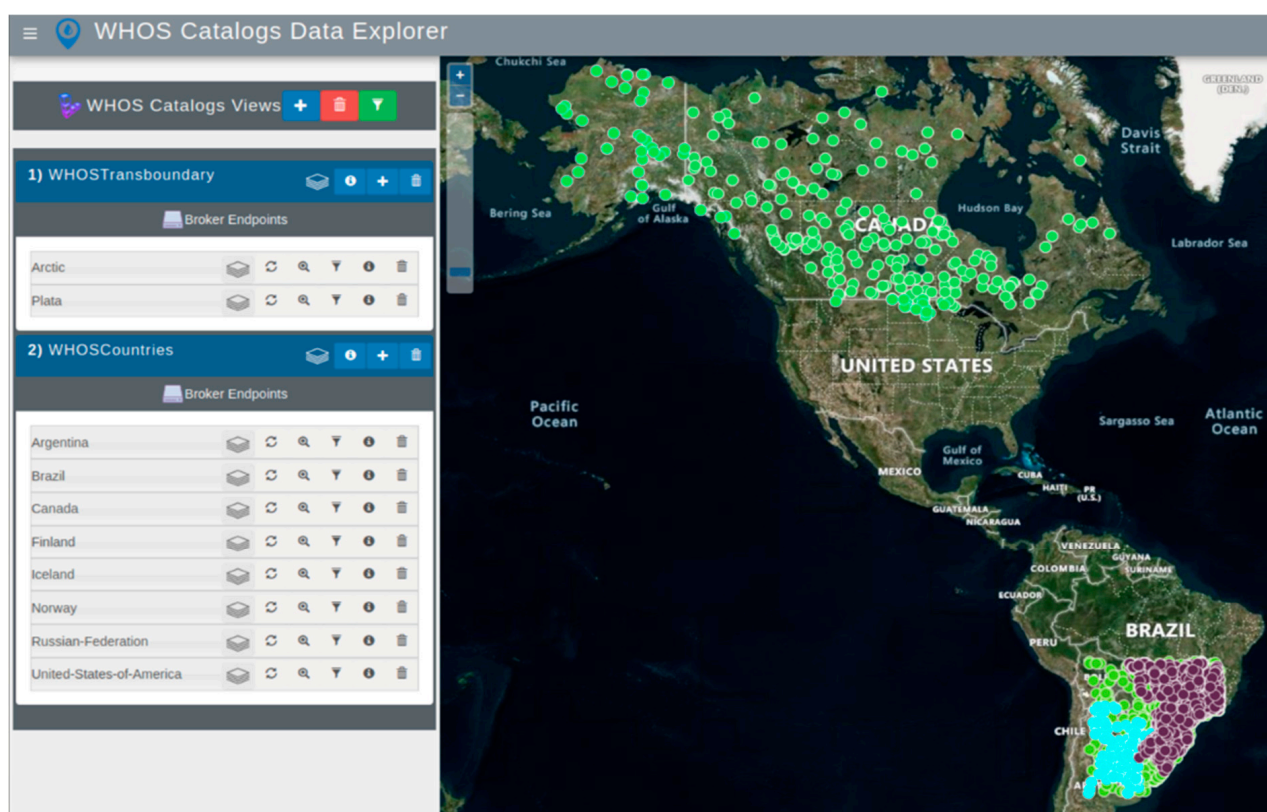 WHOS Catalogs Data Explorer
WHOS Catalogs Views
1) WHOSTransboundary
Broker Endpoints
Arctic
Plata
2) WHOSCountries
Broker Endpoints
Argentina
Brazil
Canada
Finland
Iceland
Norway
Russian-Federation
United-States-of-America
Chukchi Sea
GREENLAND
(DEN.)
Davis
Strait
Bering Sea
Gulf
of Alaska
Hudson Bay
CANADA
Labrador Sea
UNITED STATES
Pacific
Ocean
Sargasso Sea
Atlantic
Ocean
Gulf of
Mexico
MEXICO
CUBA
HAITI
PR
(U.S.)
GUATEMALA
NICARAGUA
VENEZUELA
GUYANA
COLOMBIA
SURINAME
ECUADOR
BRAZIL
PERU
CHILE